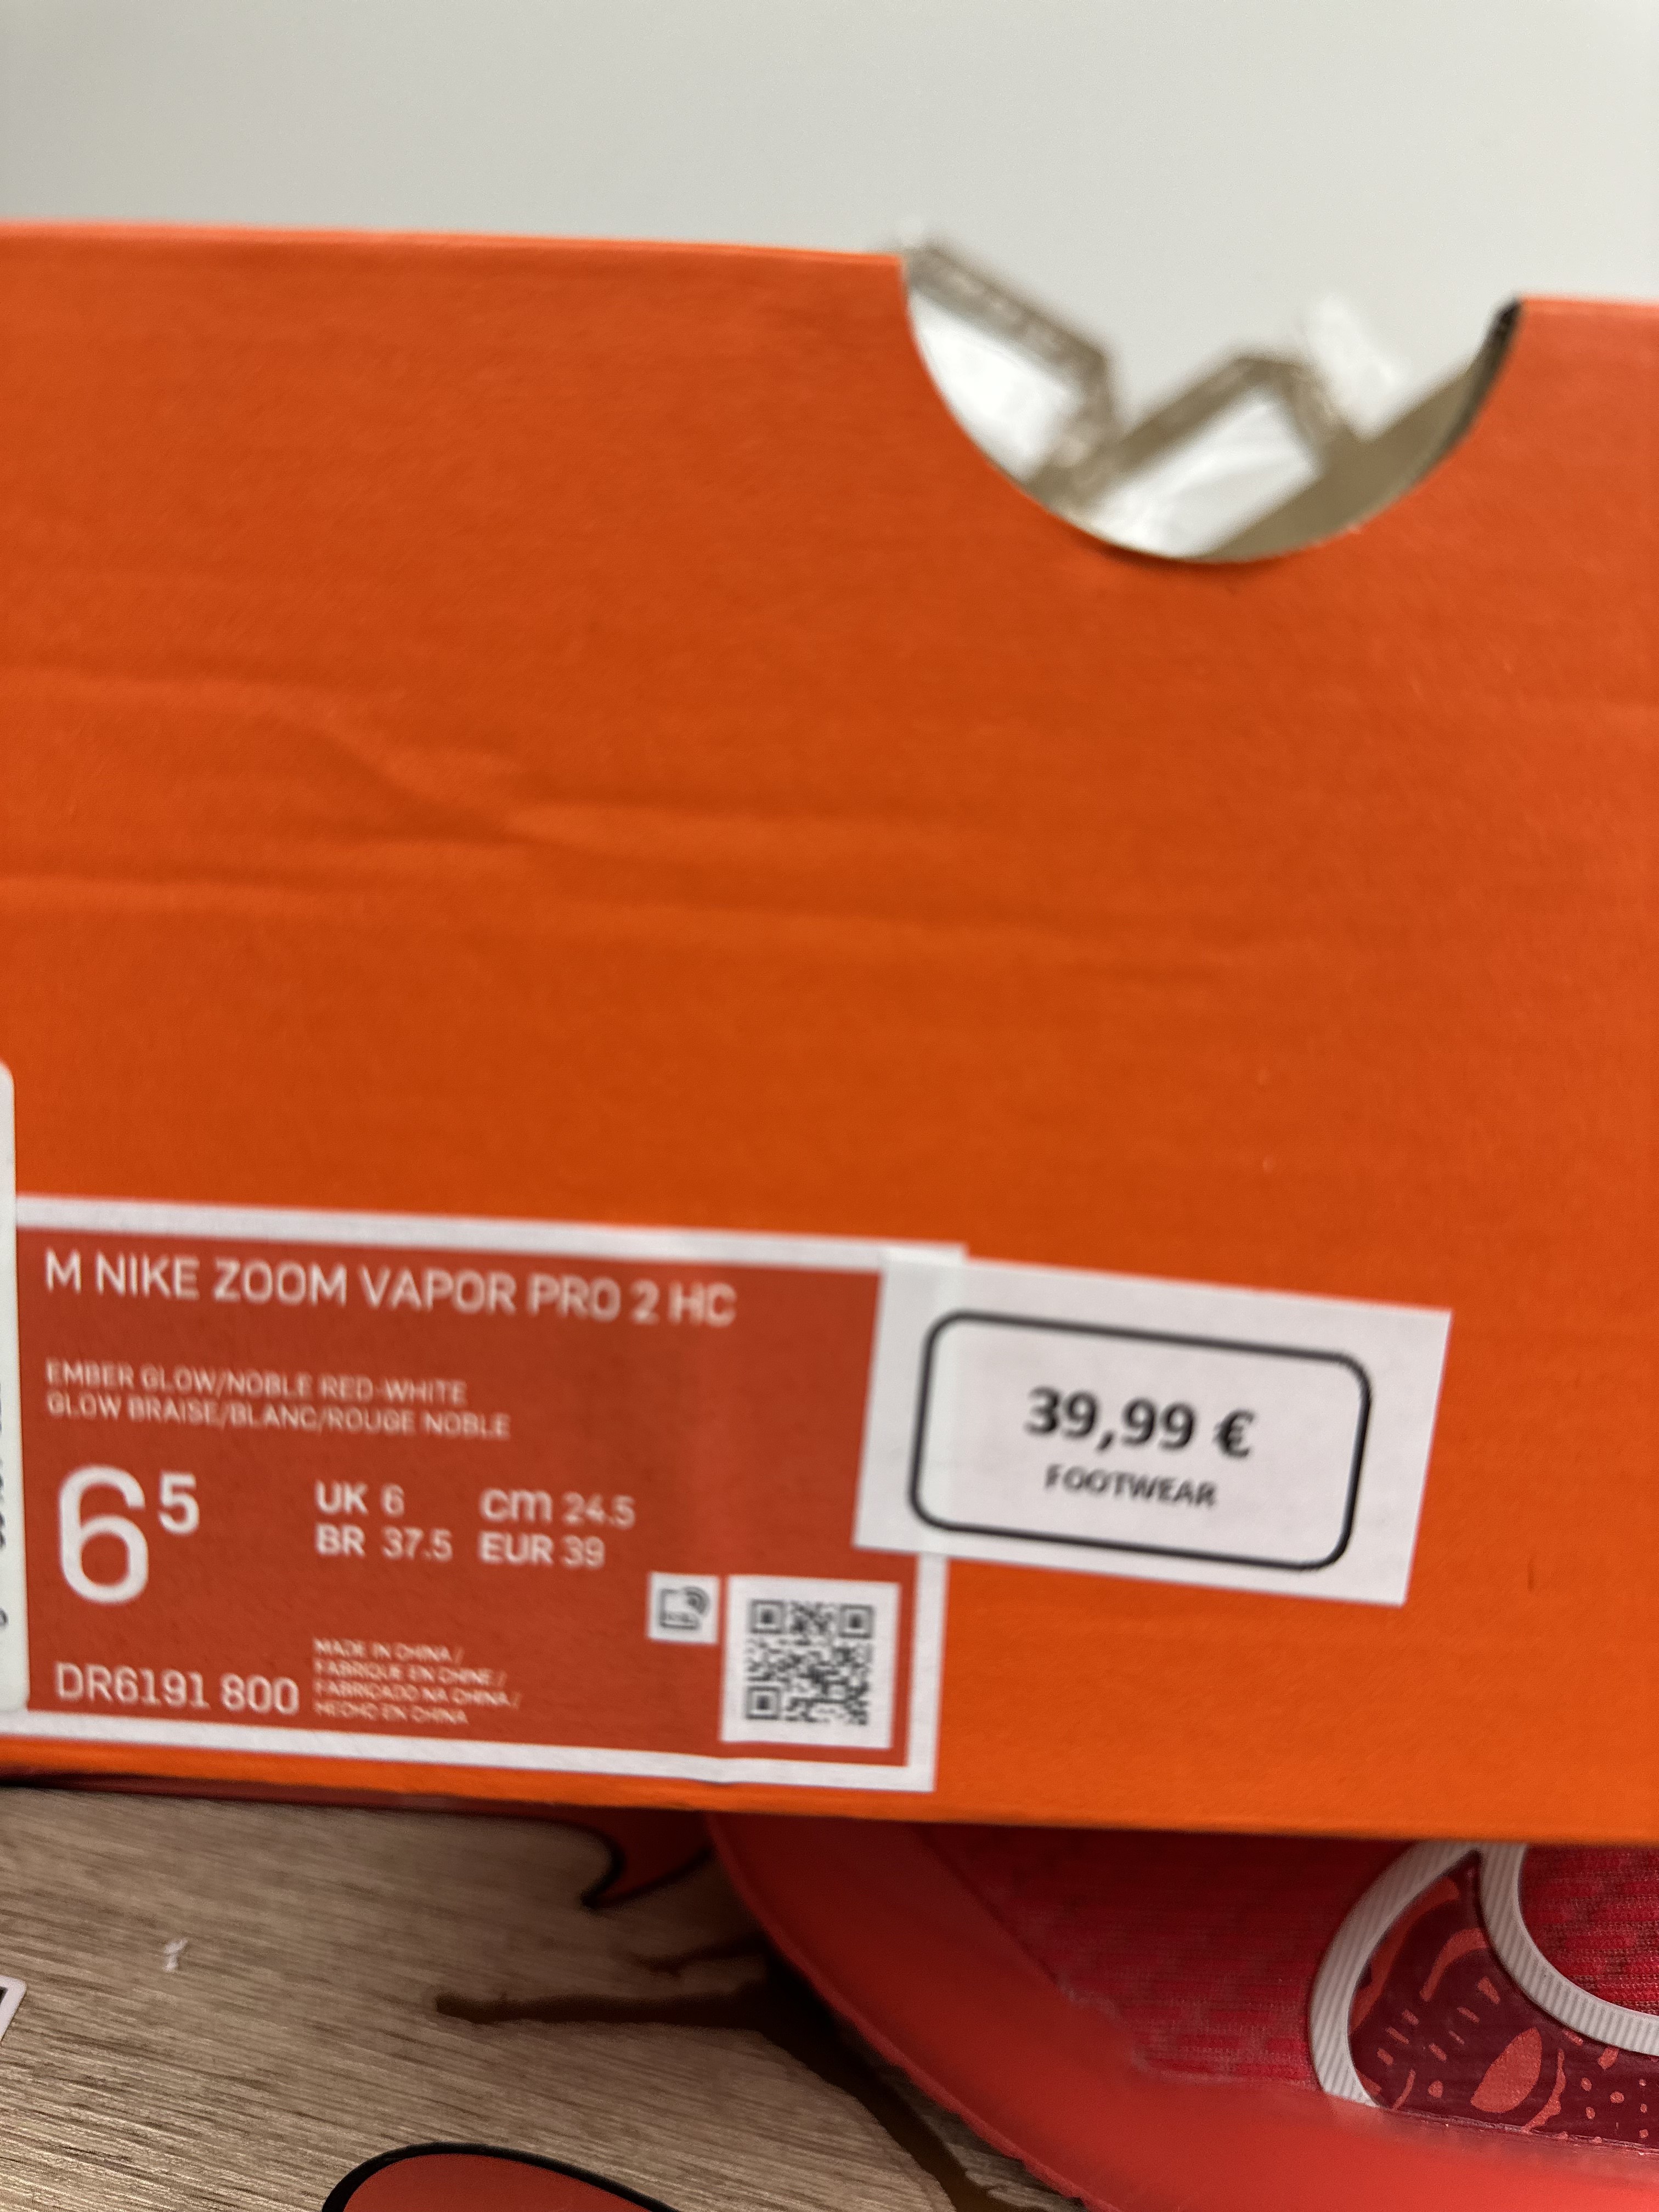 M NIKE ZOOM VAPOR PRO 2 HC
EMBER GLOW/NOBLE RED-WHITE
GLOW BRAISE/BLANC/ROUGE NOBLE
6 5
UK 6 cm 24.5
BR 37.5 EUR 39
DR6191 800
MADE IN CHINA /
FABRIQUE EN CHINE /
FABRICADO NA CHINA /
HECHO EN CHINA
39,99 €
FOOTWEAR